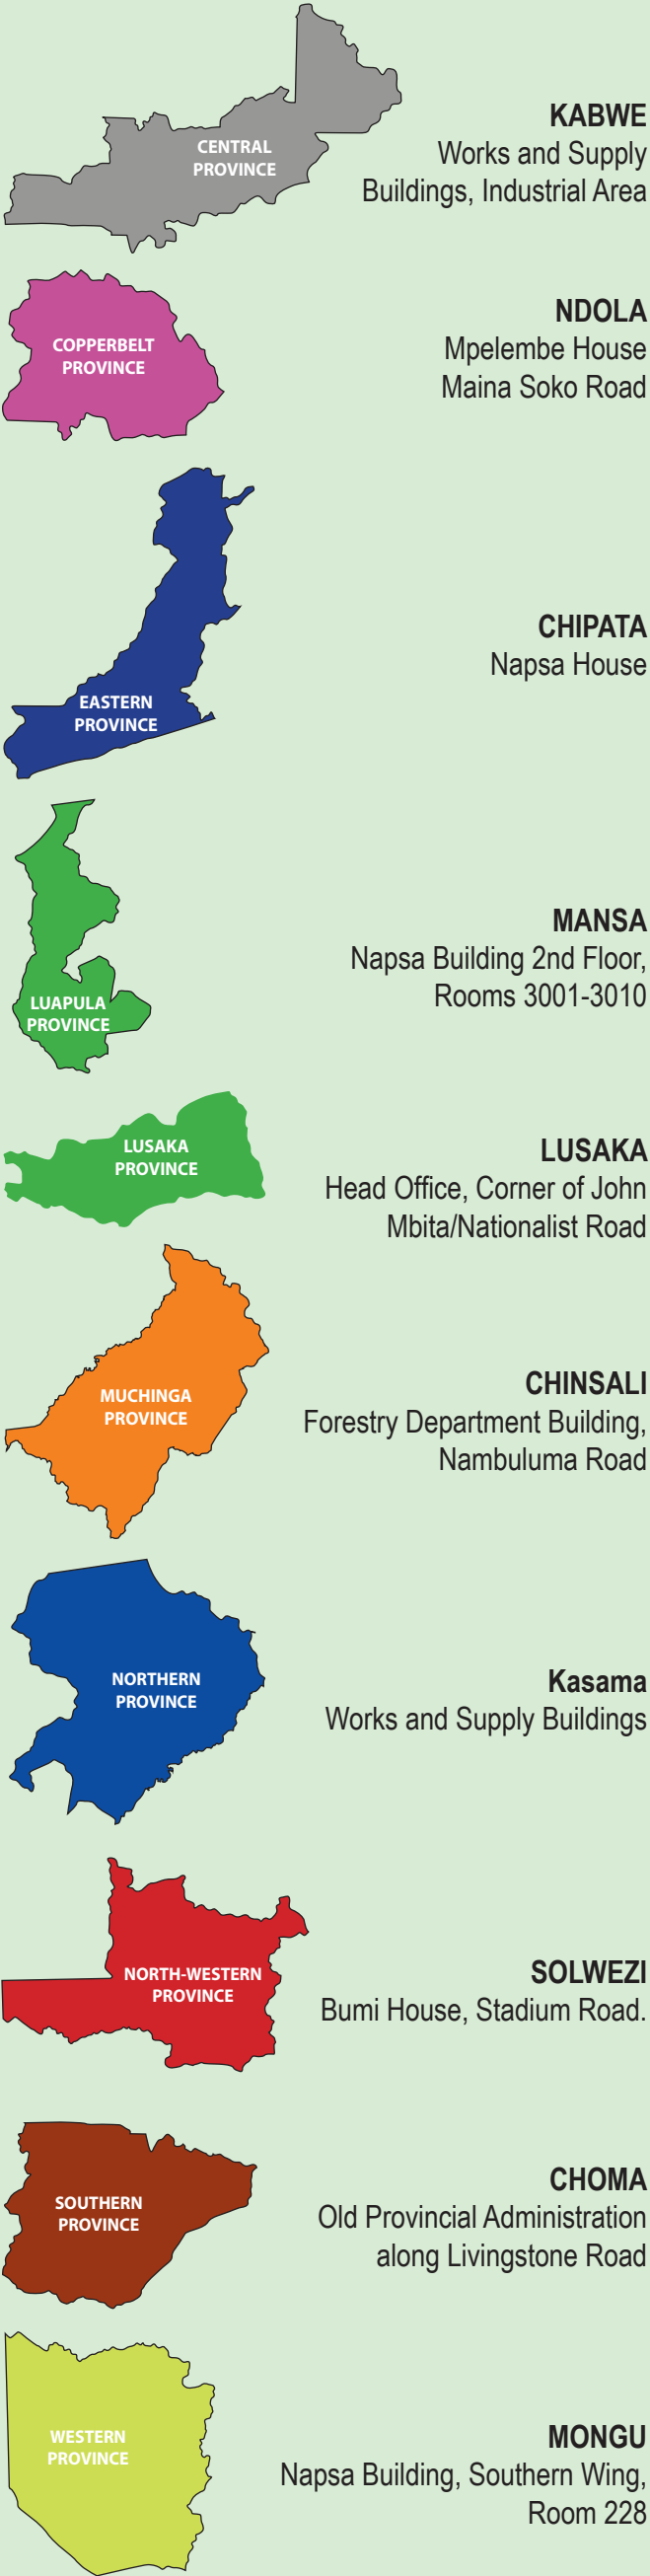 CENTRAL
PROVINCE
KABWE
Works and Supply
Buildings, Industrial Area
COPPERBELT
PROVINCE
NDOLA
Mpelembe House
Maina Soko Road
EASTERN
PROVINCE
CHIPATA
Napsa House
LUAPULA
PROVINCE
MANSA
Napsa Building 2nd Floor,
Rooms 3001-3010
LUSAKA
PROVINCE
LUSAKA
Head Office, Corner of John
Mbita/Nationalist Road
MUCHINGA
PROVINCE
CHINSALI
Forestry Department Building,
Nambuluma Road
NORTHERN
PROVINCE
Kasama
Works and Supply Buildings
NORTH-WESTERN
PROVINCE
SOLWEZI
Bumi House, Stadium Road.
SOUTHERN
PROVINCE
CHOMA
Old Provincial Administration
along Livingstone Road
WESTERN
PROVINCE
MONGU
Napsa Building, Southern Wing,
Room 228